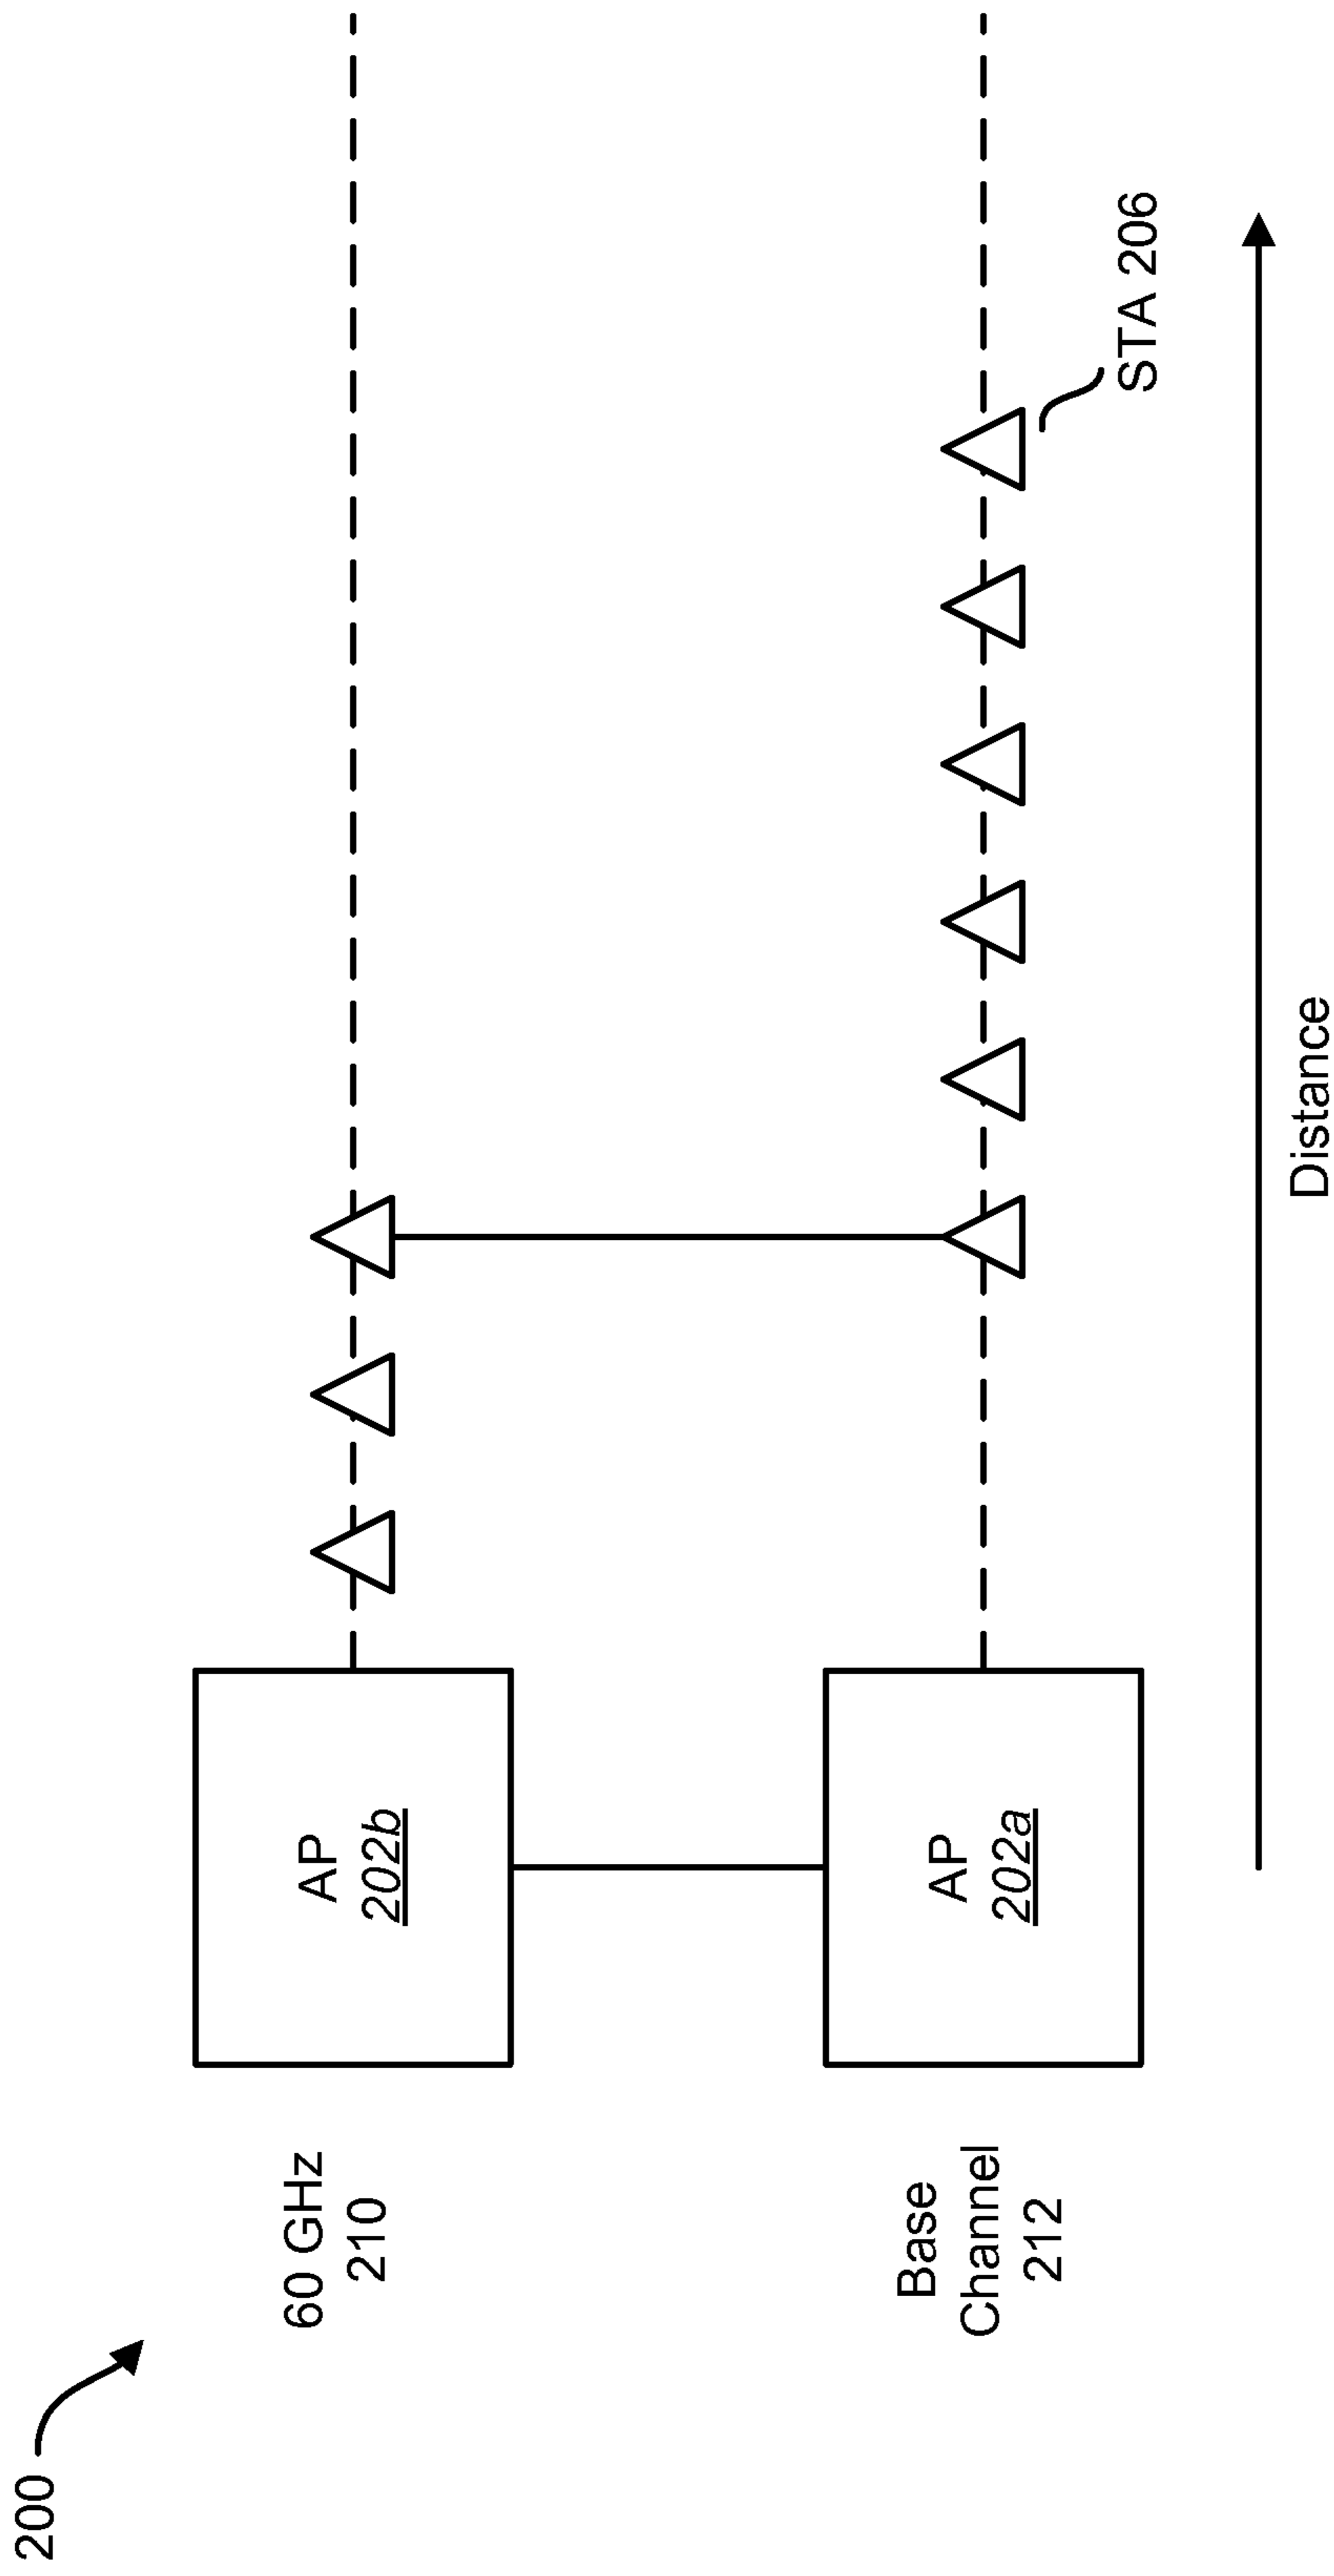 200
60 GHz
210
AP
202b
Base
Channel
212
AP
202a
STA 206
Distance